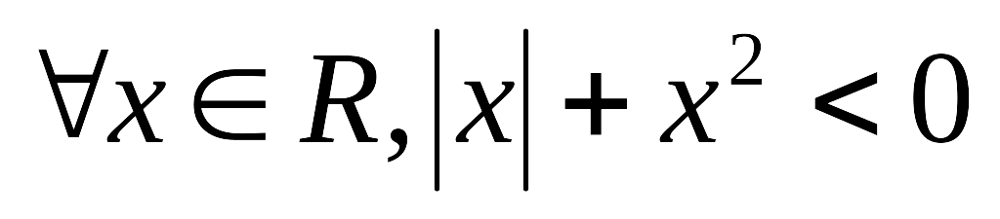 ∀x ∈ R, |x| + x² < 0